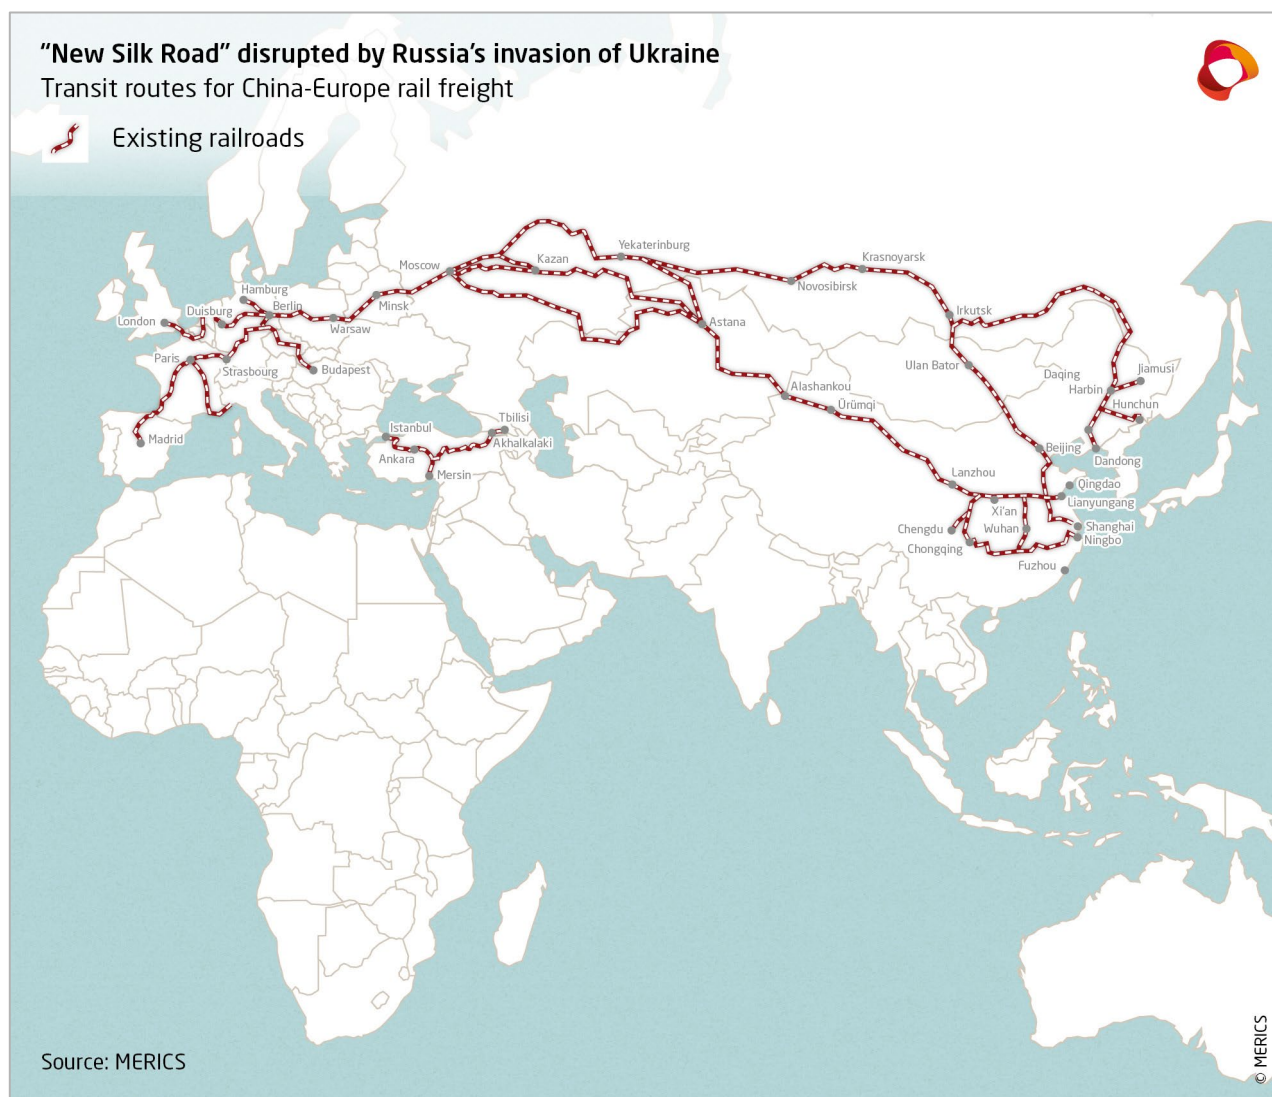 “New Silk Road” disrupted by Russia’s invasion of Ukraine
Transit routes for China-Europe rail freight
Existing railroads
Yekaterinburg
Kazan
Krasnoyarsk
Moscow
Novosibirsk
Hamburg
Minsk
Duisburg
Berlin
London
Warsaw
Irkutsk
Astana
Paris
Strasbourg
Budapest
Ulan Bator
Daqing
Jiamusi
Harbin
Alashankou
Ürümqi
Hunchun
Tbilisi
Istanbul
Madrid
Akhalkalaki
Ankara
Beijing
Dandong
Mersin
Lanzhou
Qingdao
Lianyungang
Xi’an
Chengdu
Wuhan
Shanghai
Ningbo
Chongqing
Fuzhou
Source: MERICS
© MERICS